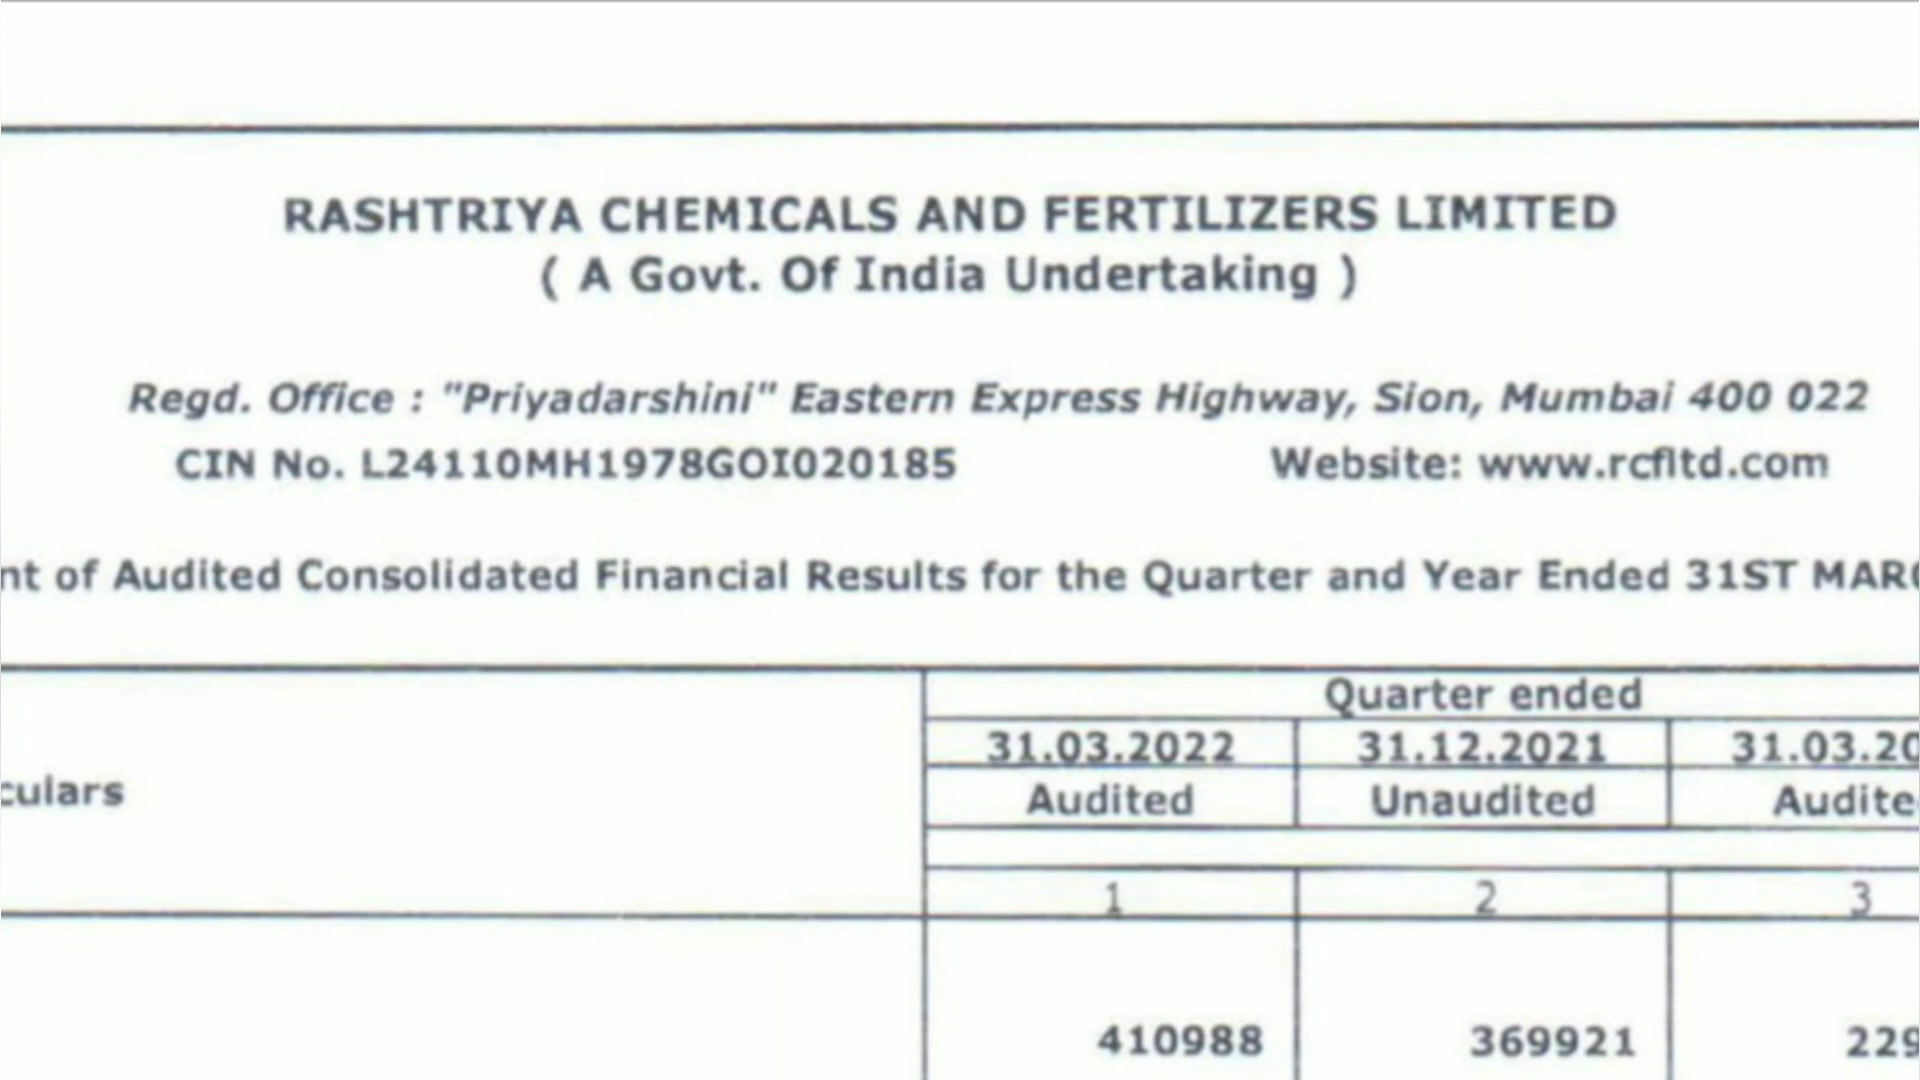 RASHTRIYA CHEMICALS AND FERTILIZERS LIMITED
( A Govt. Of India Undertaking )
Regd. Office : "Priyadarshini" Eastern Express Highway, Sion, Mumbai 400 022
CIN No. L24110MH1978GOI020185 Website: www.rcfltd.com
of Audited Consolidated Financial Results for the Quarter and Year Ended 31ST
Quarter ended
31.03.2022 31.12.2021
Audited Unaudited
1 2 3
410988 369921